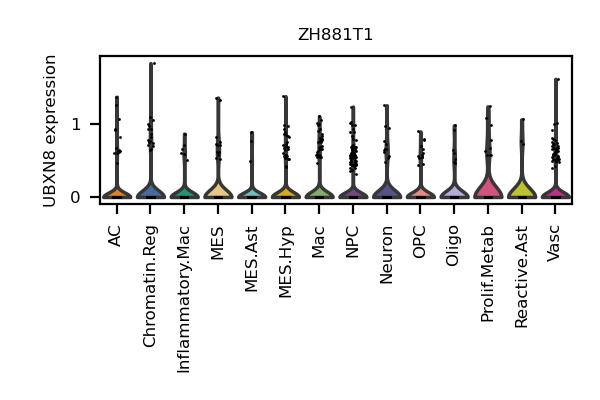 ZH881T1
UBXN8 expression
1
0
AC
Chromatin.Reg
Inflammatory.Mac
MES
MES.Ast
MES.Hyp
Mac
NPC
Neuron
OPC
Oligo
Prolif.Metab
Reactive.Ast
Vasc